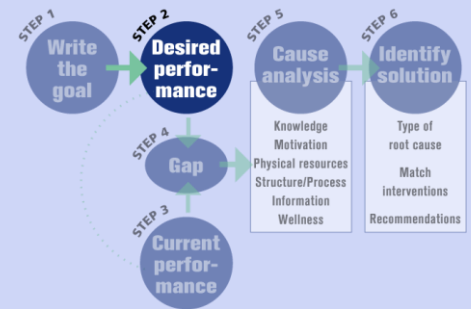 STEP 1
Write
the
goal
STEP 2
Desired
perfor-
mance
STEP 4
Gap
STEP 3
Current
perfor-
mance
STEP 5
Cause
analysis
Knowledge
Motivation
Physical resources
Structure/Process
Information
Wellness
STEP 6
Identify
solution
Type of
root cause
Match
interventions
Recommendations